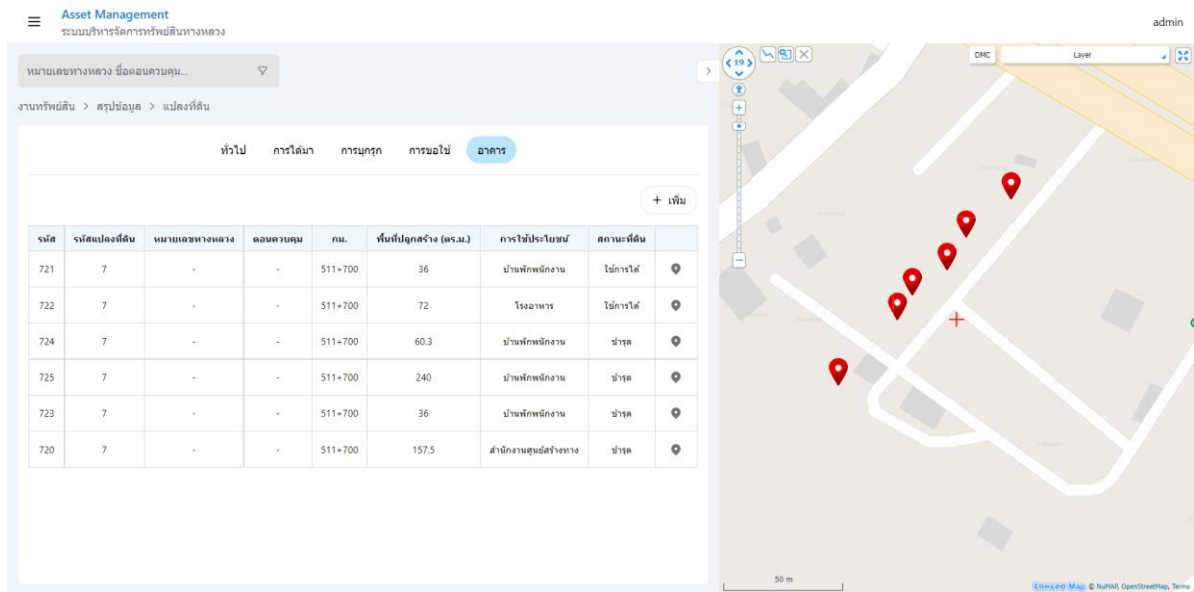 Asset Management
ระบบบริหารจัดการทรัพย์สินทางหลวง
admin
หมายเลขทางหลวง ชื่อตอนควบคุม...
งานทรัพย์สิน > สรุปข้อมูล > แปลงที่ดิน
ทั่วไป การได้มา การบุกรุก การขอใช้ อาคาร
+ เพิ่ม
รหัส รหัสแปลงที่ดิน หมายเลขทางหลวง ตอนควบคุม กม. พื้นที่ปลูกสร้าง (ตร.ม.) การใช้ประโยชน์ สถานะที่ดิน
721 7 - - 511+700 36 บ้านพักพนักงาน ใช้การได้
722 7 - - 511+700 72 โรงอาหาร ใช้การได้
724 7 - - 511+700 60.3 บ้านพักพนักงาน ชำรุด
725 7 - - 511+700 240 บ้านพักพนักงาน ชำรุด
723 7 - - 511+700 36 บ้านพักพนักงาน ชำรุด
720 7 - - 511+700 157.5 สำนักงานศูนย์สร้างทาง ชำรุด
19
DMC Layer
50 m
Longdo Map © NuMAP, OpenStreetMap, Terms